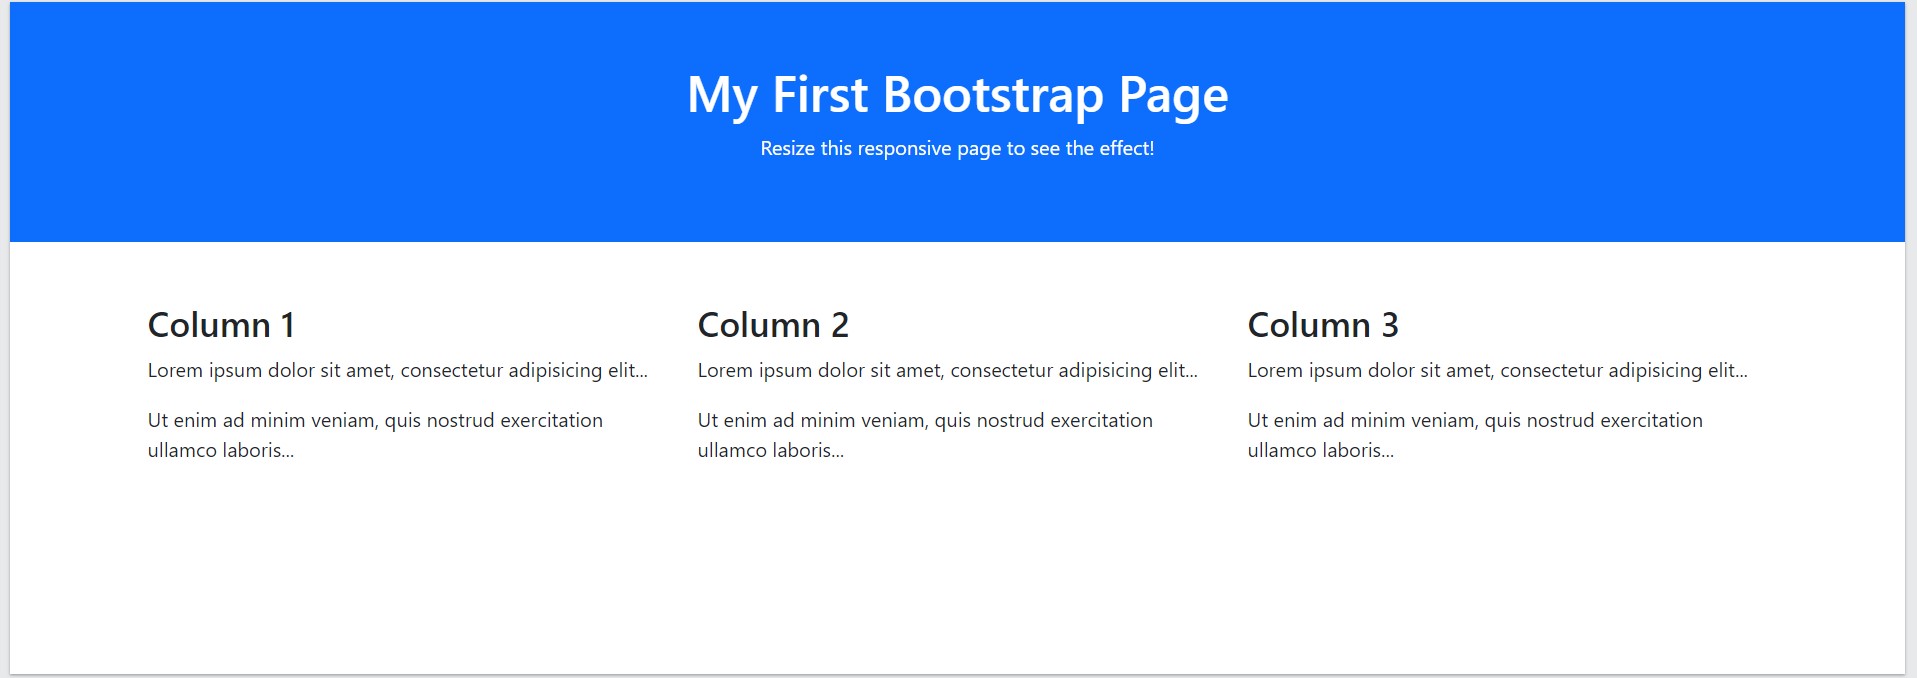 My First Bootstrap Page
Resize this responsive page to see the effect!
Column 1
Lorem ipsum dolor sit amet, consectetur adipisicing elit...
Ut enim ad minim veniam, quis nostrud exercitation
ullamco laboris...
Column 2
Lorem ipsum dolor sit amet, consectetur adipisicing elit...
Ut enim ad minim veniam, quis nostrud exercitation
ullamco laboris...
Column 3
Lorem ipsum dolor sit amet, consectetur adipisicing elit...
Ut enim ad minim veniam, quis nostrud exercitation
ullamco laboris...